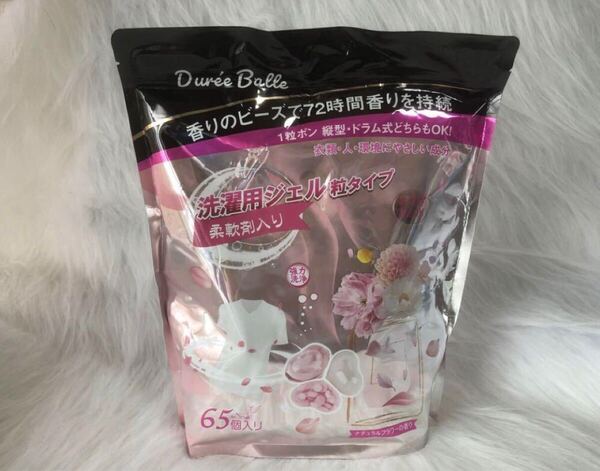 Durée Balle
香りのビーズで72時間香りを持続
1粒ポン 縦型・ドラム式どちらもOK!
衣類・人・環境にやさしい成分
洗濯用ジェル 粒タイプ
柔軟剤入り
65個入り
ナチュラルフラワーの香り